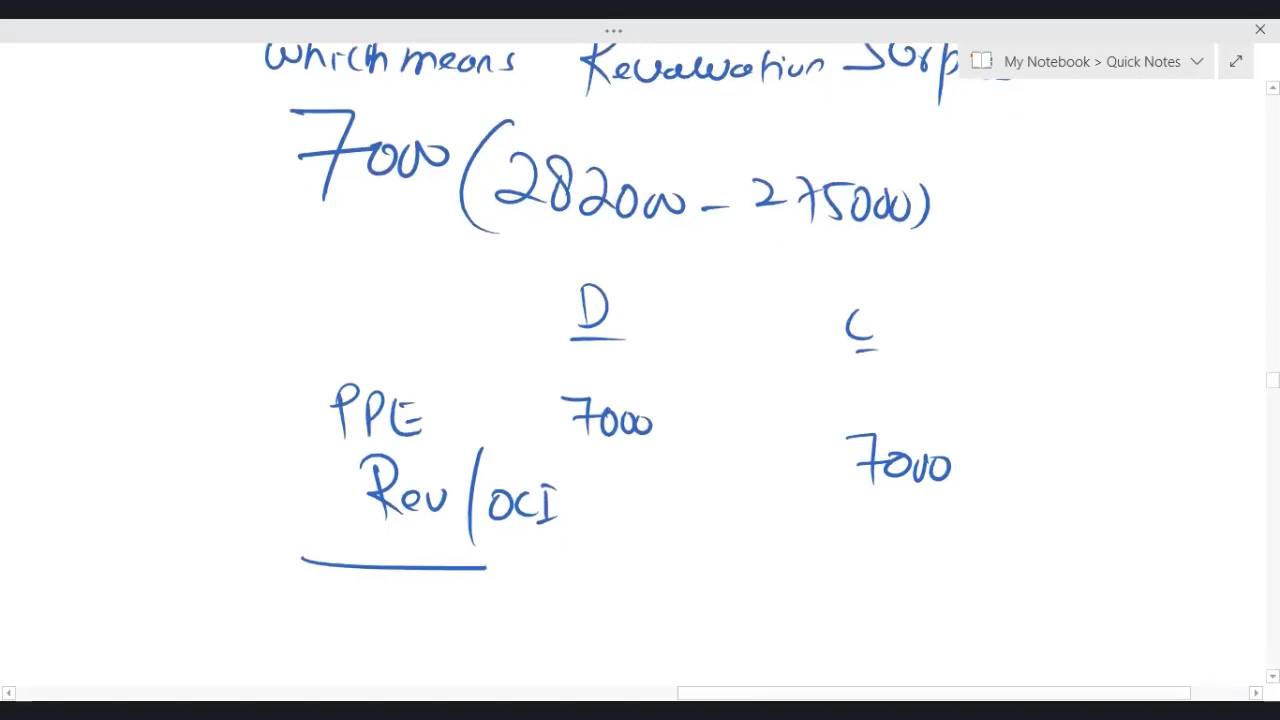 which means Revaluation Surp
My Notebook > Quick Notes
7000 (282000 - 275000)
D C
PPE 7000
Rev/OCI 7000